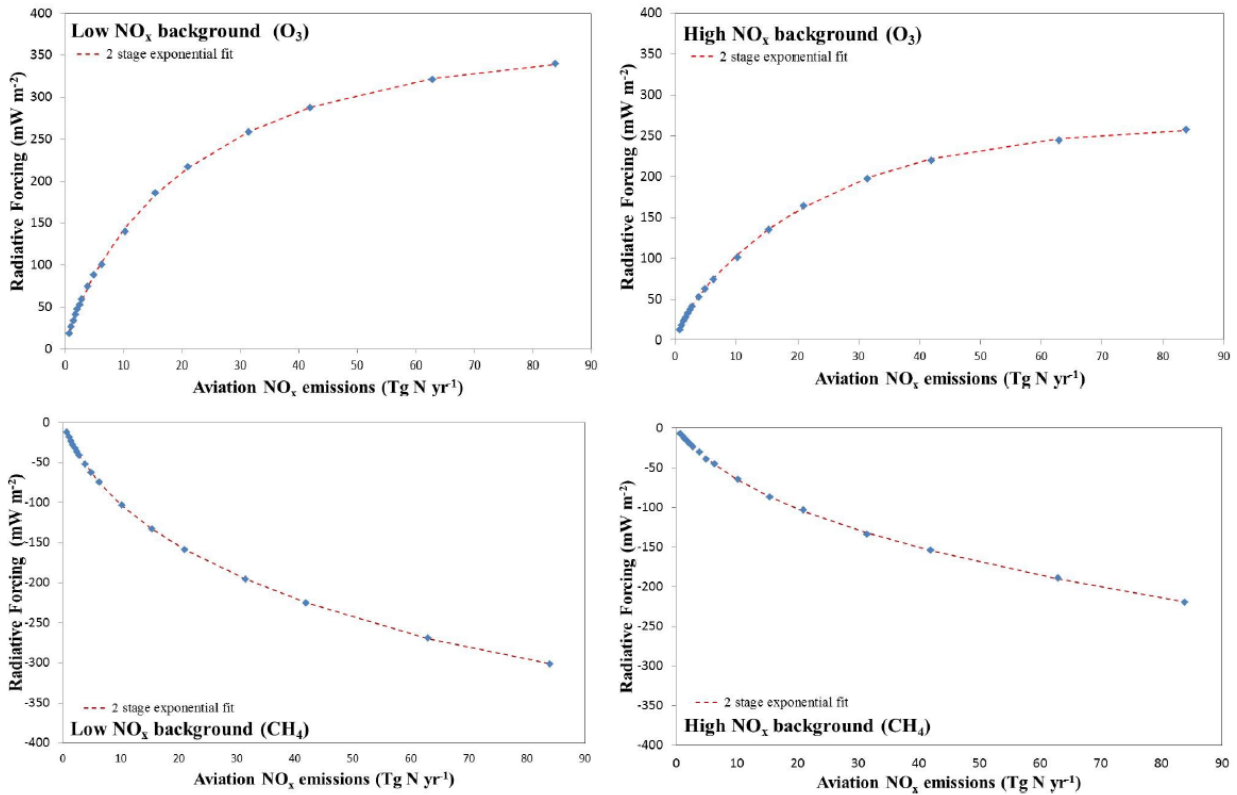 Low NOx background (O3)
2 stage exponential fit
400
350
300
250
200
150
100
50
0
Radiative Forcing (mW m-2)
0 10 20 30 40 50 60 70 80 90
Aviation NOx emissions (Tg N yr-1)
High NOx background (O3)
2 stage exponential fit
400
350
300
250
200
150
100
50
0
Radiative Forcing (mW m-2)
0 10 20 30 40 50 60 70 80 90
Aviation NOx emissions (Tg N yr-1)
0
-50
-100
-150
-200
-250
-300
-350
-400
Radiative Forcing (mW m-2)
2 stage exponential fit
Low NOx background (CH4)
0 10 20 30 40 50 60 70 80 90
Aviation NOx emissions (Tg N yr-1)
0
-50
-100
-150
-200
-250
-300
-350
-400
Radiative Forcing (mW m-2)
2 stage exponential fit
High NOx background (CH4)
0 10 20 30 40 50 60 70 80 90
Aviation NOx emissions (Tg N yr-1)